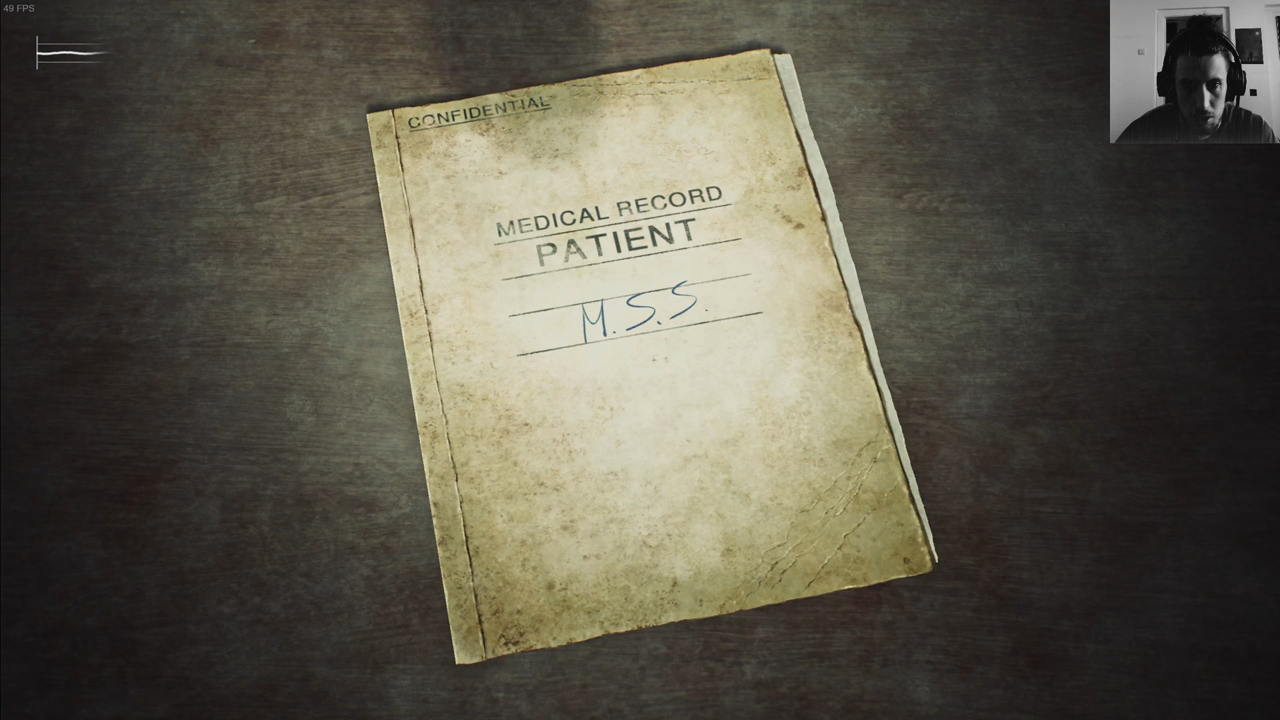 49 FPS
CONFIDENTIAL
MEDICAL RECORD
PATIENT
M.S.S.